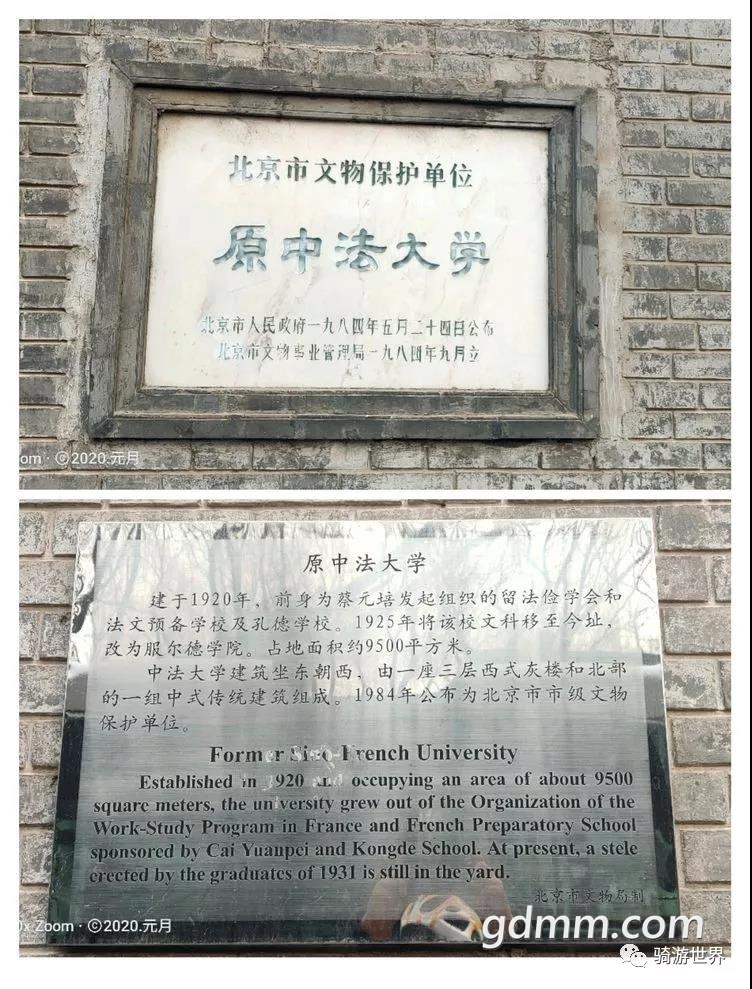 北京市文物保护单位
原中法大学
北京市人民政府一九八四年五月二十四日公布
北京市文物事业管理局一九八四年九月立
oom · ⓒ2020.元月
原中法大学
建于1920年，前身为蔡元培发起组织的留法俭学会和
法文预备学校及孔德学校。1925年将该校文科移至今址，
改为服尔德学院。占地面积约9500平方米。
中法大学建筑坐东朝西，由一座三层西式灰楼和北部
的一组中式传统建筑组成。1984年公布为北京市市级文物
保护单位。
Former Sino-French University
Established in 1920 and occupying an area of about 9500
square meters, the university grew out of the Organization of the
Work-Study Program in France and French Preparatory School
sponsored by Cai Yuanpei and Kongde School. At present, a stele
erected by the graduates of 1931 is still in the yard.
北京市文物局制
0x Zoom · ⓒ2020.元月
gdmm.com
骑游世界